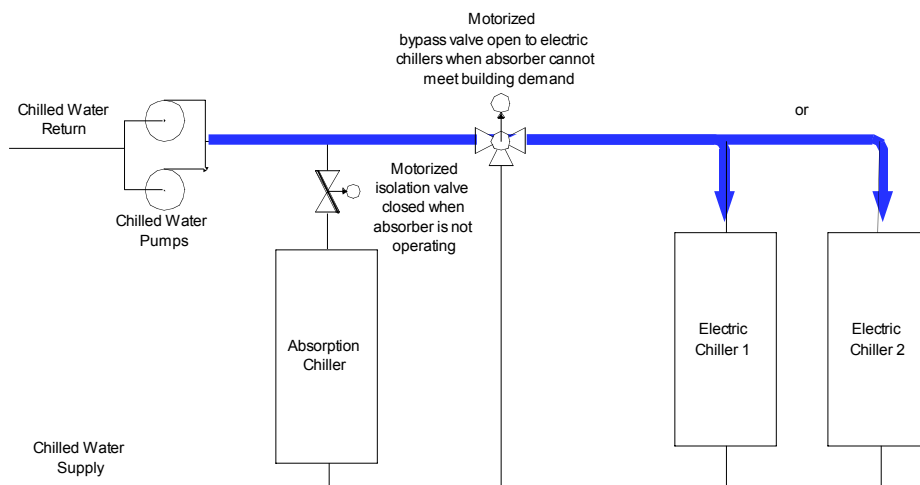 Motorized
bypass valve open to electric
chillers when absorber cannot
meet building demand
Chilled Water
Return
or
Motorized
isolation valve
closed when
absorber is not
operating
Chilled Water
Pumps
Absorption
Chiller
Electric
Chiller 1
Electric
Chiller 2
Chilled Water
Supply